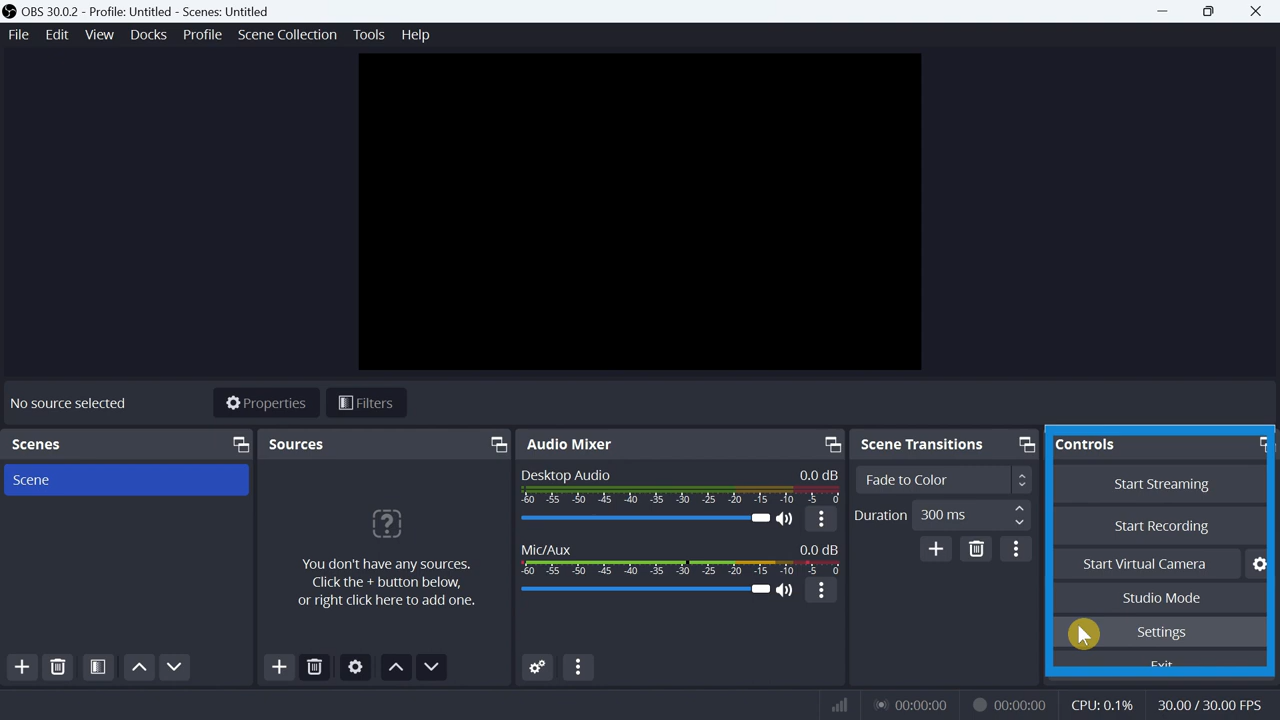 OBS 30.0.2 - Profile: Untitled - Scenes: Untitled
File Edit View Docks Profile Scene Collection Tools Help
No source selected Properties Filters
Scenes
Scene
Sources
You don't have any sources.
Click the + button below,
or right click here to add one.
Audio Mixer
Desktop Audio 0.0 dB
-60 -55 -50 -45 -40 -35 -30 -25 -20 -15 -10 -5 0
Mic/Aux 0.0 dB
-60 -55 -50 -45 -40 -35 -30 -25 -20 -15 -10 -5 0
Scene Transitions
Fade to Color
Duration 300 ms
Controls
Start Streaming
Start Recording
Start Virtual Camera
Studio Mode
Settings
Exit
00:00:00 00:00:00 CPU: 0.1% 30.00 / 30.00 FPS